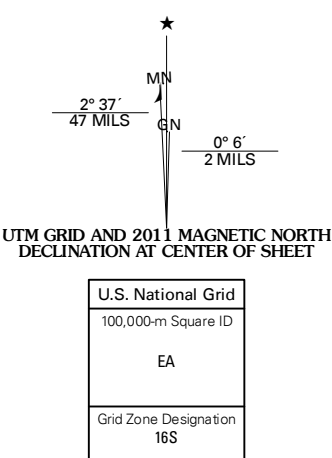 ★
MN
2° 37´
47 MILS
GN
0° 6´
2 MILS
UTM GRID AND 2011 MAGNETIC NORTH
DECLINATION AT CENTER OF SHEET
U.S. National Grid
100,000-m Square ID
EA
Grid Zone Designation
16S